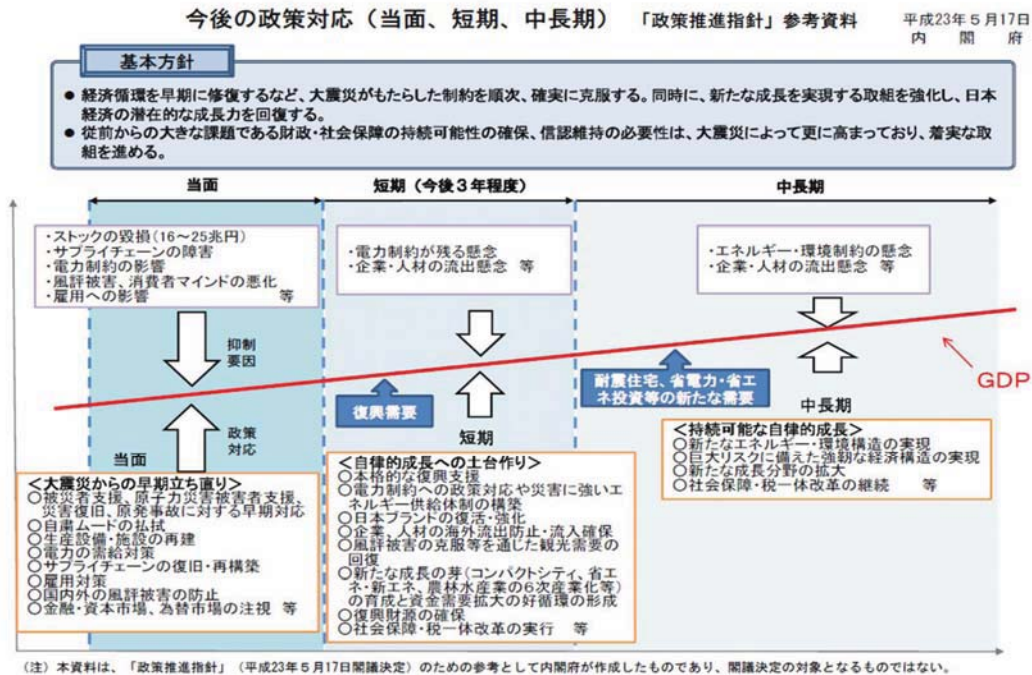 今後の政策対応（当面、短期、中長期） 「政策推進指針」参考資料
平成23年５月17日
内 閣 府
基本方針
● 経済循環を早期に修復するなど、大震災がもたらした制約を順次、確実に克服する。同時に、新たな成長を実現する取組を強化し、日本
経済の潜在的な成長力を回復する。
● 従前からの大きな課題である財政・社会保障の持続可能性の確保、信認維持の必要性は、大震災によって更に高まっており、着実な取
組を進める。
当面
短期（今後３年程度）
中長期
・ストックの毀損（16～25兆円）
・サプライチェーンの障害
・電力制約の影響
・風評被害、消費者マインドの悪化
・雇用への影響 等
・電力制約が残る懸念
・企業・人材の流出懸念 等
・エネルギー・環境制約の懸念
・企業・人材の流出懸念 等
抑制
要因
復興需要
耐震住宅、省電力・省エ
ネ投資等の新たな需要
GDP
政策
対応
当面
＜大震災からの早期立ち直り＞
○被災者支援、原子力災害被害者支援、
災害復旧、原発事故に対する早期対応
○自粛ムードの払拭
○生産設備・施設の再建
○電力の需給対策
○サプライチェーンの復旧・再構築
○雇用対策
○国内外の風評被害の防止
○金融・資本市場、為替市場の注視 等
短期
＜自律的成長への土台作り＞
○本格的な復興支援
○電力制約への政策対応や災害に強いエ
ネルギー供給体制の構築
○日本ブランドの復活・強化
○企業、人材の海外流出防止・流入確保
○風評被害の克服等を通じた観光需要の
回復
○新たな成長の芽（コンパクトシティ、省エ
ネ・新エネ、農林水産業の６次産業化等）
の育成と資金需要拡大の好循環の形成
○復興財源の確保
○社会保障・税一体改革の実行 等
中長期
＜持続可能な自律的成長＞
○新たなエネルギー・環境構造の実現
○巨大リスクに備えた強靭な経済構造の実現
○新たな成長分野の拡大
○社会保障・税一体改革の継続 等
（注）本資料は、「政策推進指針」（平成23年５月17日閣議決定）のための参考として内閣府が作成したものであり、閣議決定の対象となるものではない。